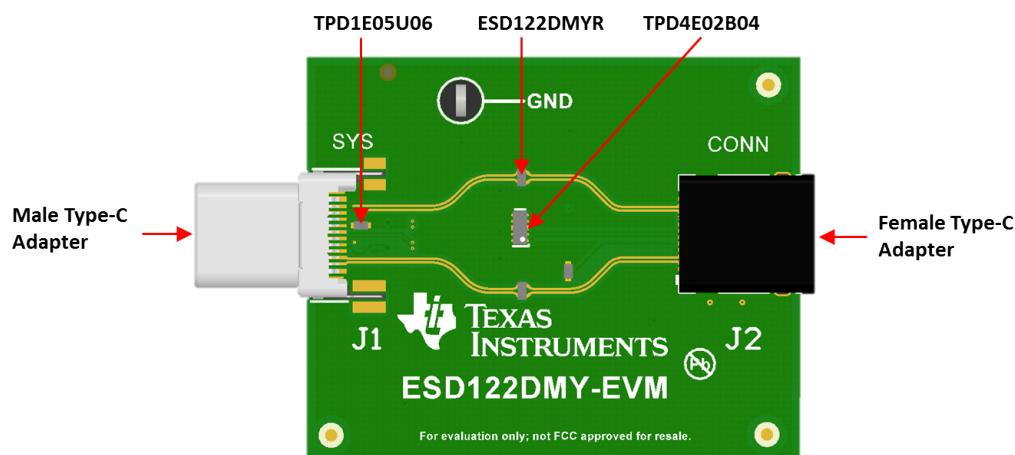 TPD1E05U06 ESD122DMYR TPD4E02B04
GND
SYS CONN
Male Type-C
Adapter
Female Type-C
Adapter
J1 J2
TEXAS
INSTRUMENTS
Pb
ESD122DMY-EVM
For evaluation only; not FCC approved for resale.